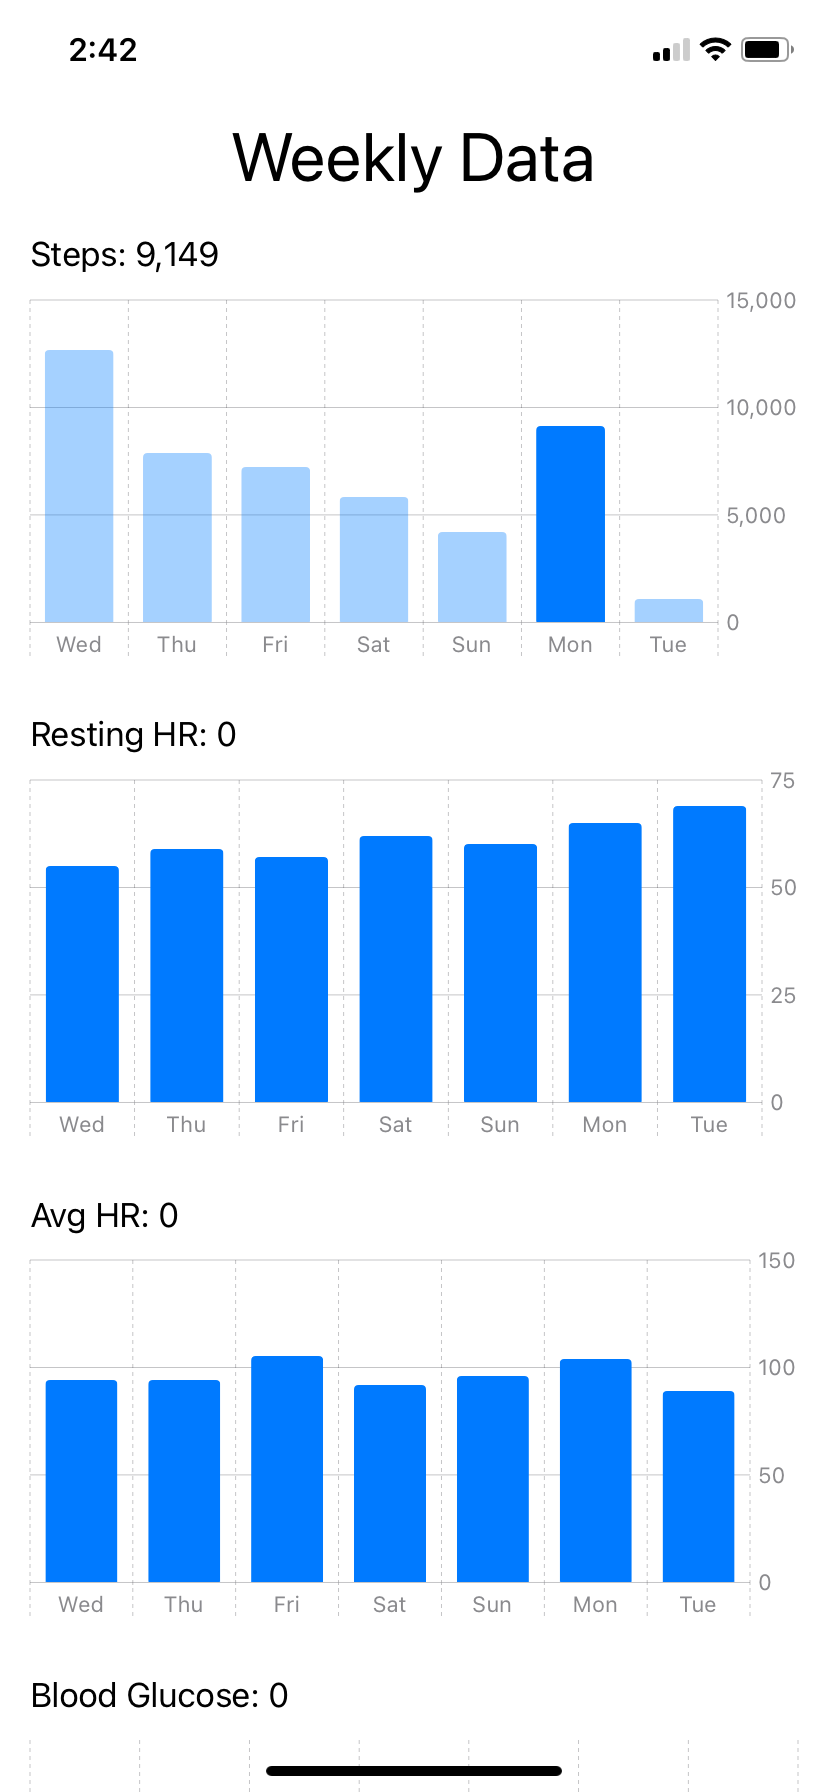 2:42
Weekly Data
Steps: 9,149
15,000
10,000
5,000
0
Wed Thu Fri Sat Sun Mon Tue
Resting HR: 0
75
50
25
0
Wed Thu Fri Sat Sun Mon Tue
Avg HR: 0
150
100
50
0
Wed Thu Fri Sat Sun Mon Tue
Blood Glucose: 0